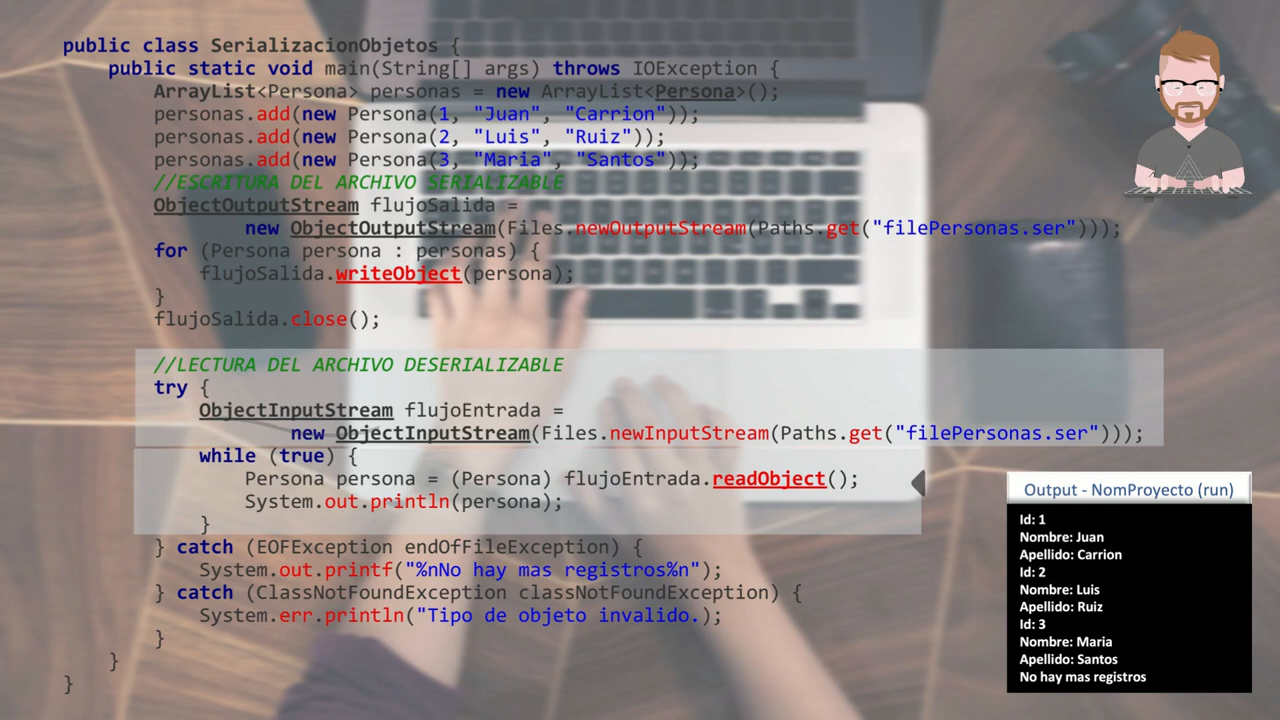 public class SerializacionObjetos {
    public static void main(String[] args) throws IOException {
        ArrayList<Persona> personas = new ArrayList<Persona>();
        personas.add(new Persona(1, "Juan", "Carrion"));
        personas.add(new Persona(2, "Luis", "Ruiz"));
        personas.add(new Persona(3, "Maria", "Santos"));
        //ESCRITURA DEL ARCHIVO SERIALIZABLE
        ObjectOutputStream flujoSalida =
                new ObjectOutputStream(Files.newOutputStream(Paths.get("filePersonas.ser")));
        for (Persona persona : personas) {
            flujoSalida.writeObject(persona);
        }
        flujoSalida.close();
        //LECTURA DEL ARCHIVO DESERIALIZABLE
        try {
            ObjectInputStream flujoEntrada =
                    new ObjectInputStream(Files.newInputStream(Paths.get("filePersonas.ser")));
            while (true) {
                Persona persona = (Persona) flujoEntrada.readObject();
                System.out.println(persona);
            }
        } catch (EOFException endOfFileException) {
            System.out.printf("%nNo hay mas registros%n");
        } catch (ClassNotFoundException classNotFoundException) {
            System.err.println("Tipo de objeto invalido.);
        }
    }
}
Output - NomProyecto (run)
Id: 1
Nombre: Juan
Apellido: Carrion
Id: 2
Nombre: Luis
Apellido: Ruiz
Id: 3
Nombre: Maria
Apellido: Santos
No hay mas registros